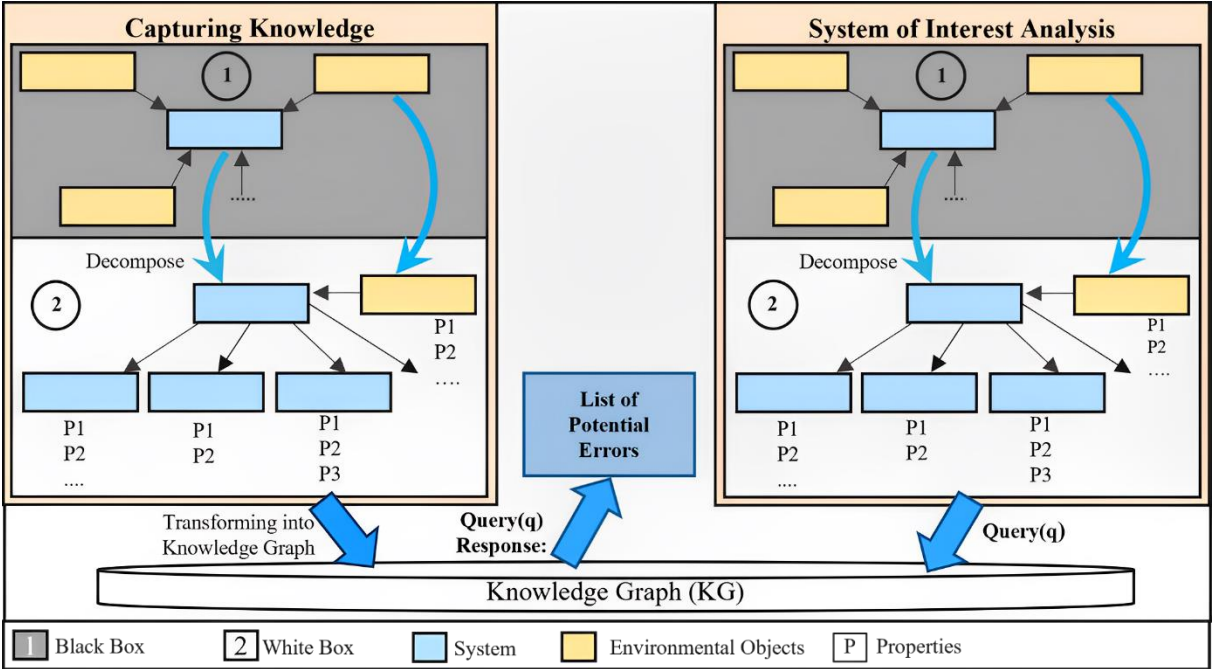 Capturing Knowledge
1
.....
Decompose
2
P1
P2
....
P1
P2
....
P1
P2
P1
P2
P3
System of Interest Analysis
1
.....
Decompose
2
P1
P2
....
P1
P2
....
P1
P2
P1
P2
P3
List of
Potential
Errors
Transforming into
Knowledge Graph
Query(q)
Response:
Query(q)
Knowledge Graph (KG)
1 Black Box
2 White Box
System
Environmental Objects
P Properties